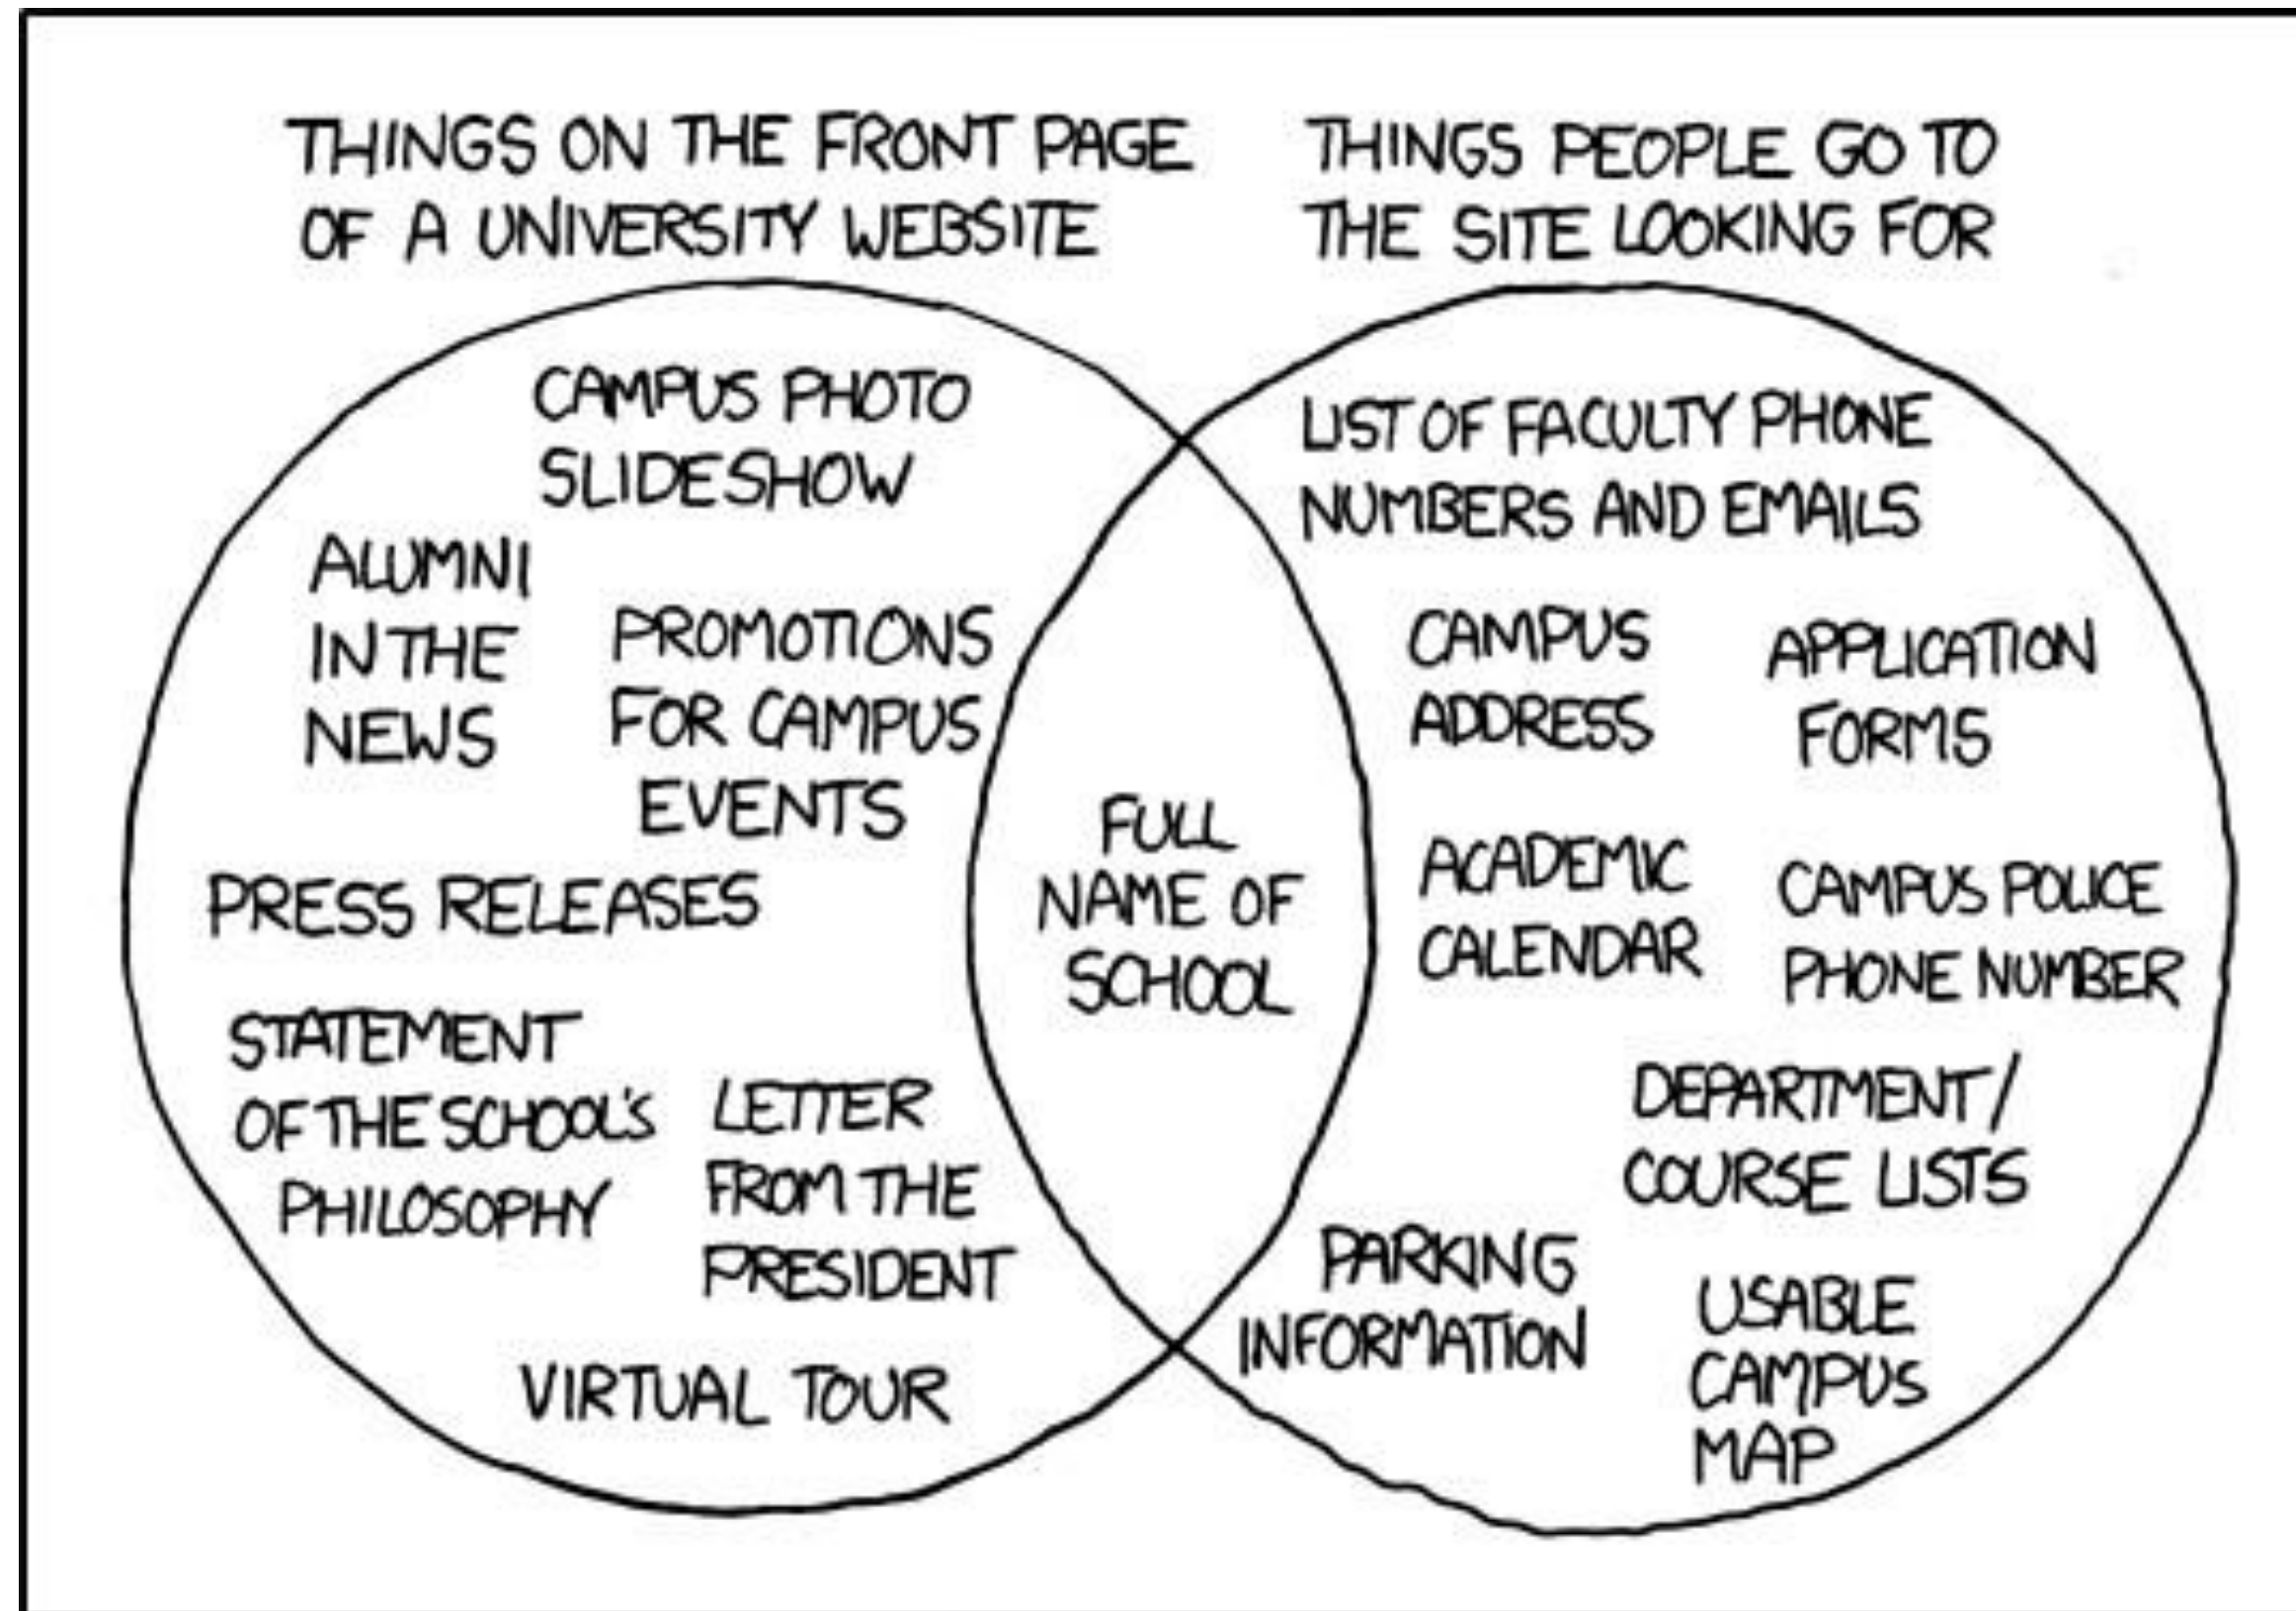 THINGS ON THE FRONT PAGE
OF A UNIVERSITY WEBSITE
THINGS PEOPLE GO TO
THE SITE LOOKING FOR
CAMPUS PHOTO
SLIDESHOW
ALUMNI
IN THE
NEWS
PROMOTIONS
FOR CAMPUS
EVENTS
PRESS RELEASES
STATEMENT
OF THE SCHOOL'S
PHILOSOPHY
LETTER
FROM THE
PRESIDENT
VIRTUAL TOUR
FULL
NAME OF
SCHOOL
LIST OF FACULTY PHONE
NUMBERS AND EMAILS
CAMPUS
ADDRESS
APPLICATION
FORMS
ACADEMIC
CALENDAR
CAMPUS POLICE
PHONE NUMBER
DEPARTMENT/
COURSE LISTS
PARKING
INFORMATION
USABLE
CAMPUS
MAP